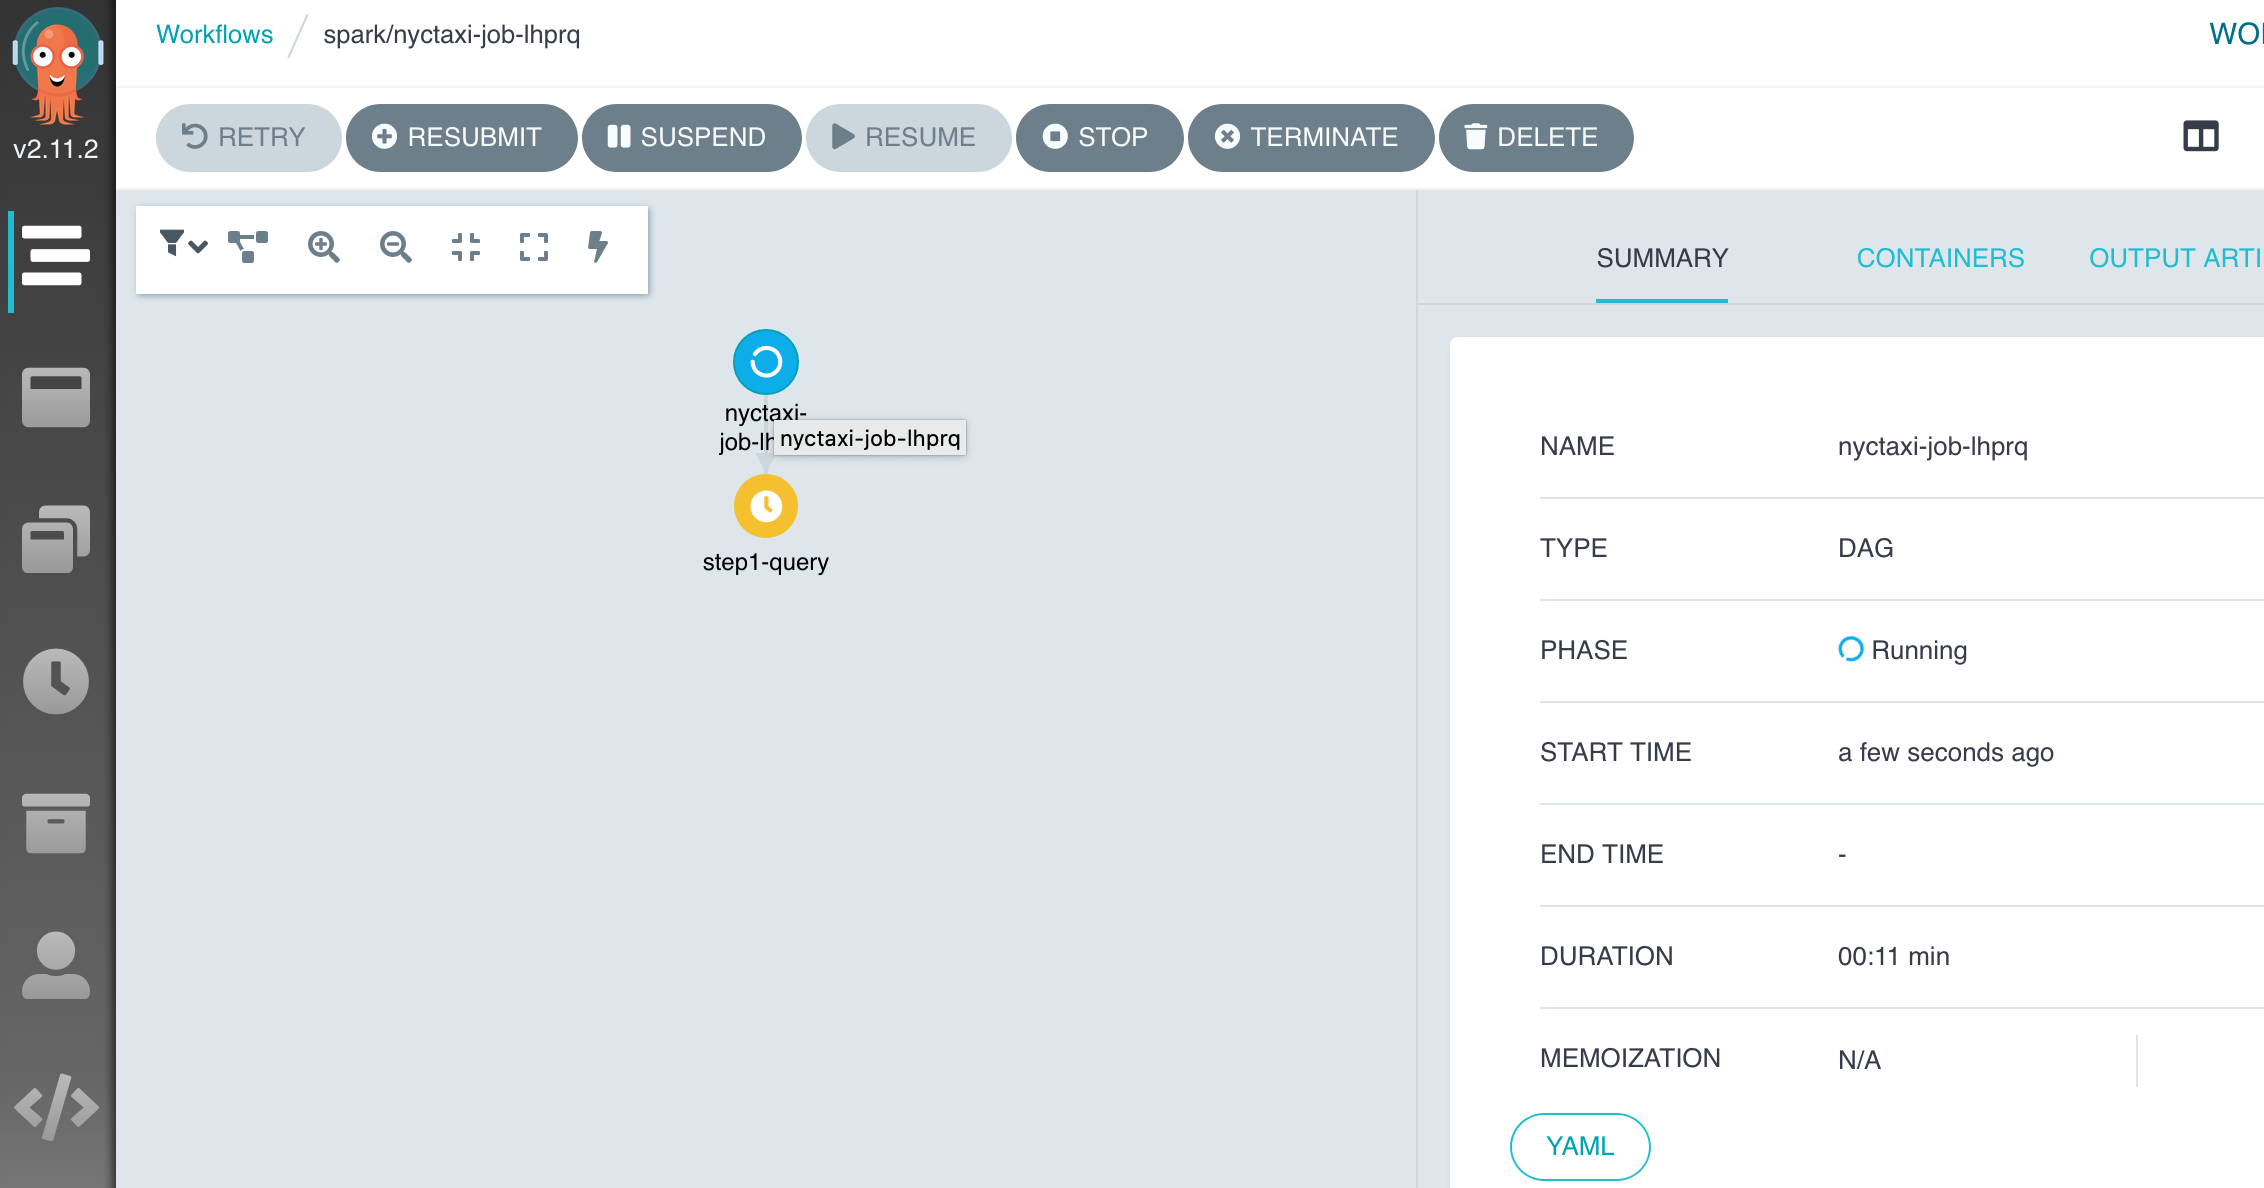 Workflows / spark/nyctaxi-job-lhprq
v2.11.2
RETRY RESUBMIT SUSPEND RESUME STOP TERMINATE DELETE
SUMMARY CONTAINERS OUTPUT
nyctaxi-
job-lh
nyctaxi-job-lhprq
step1-query
NAME nyctaxi-job-lhprq
TYPE DAG
PHASE Running
START TIME a few seconds ago
END TIME -
DURATION 00:11 min
MEMOIZATION N/A
YAML